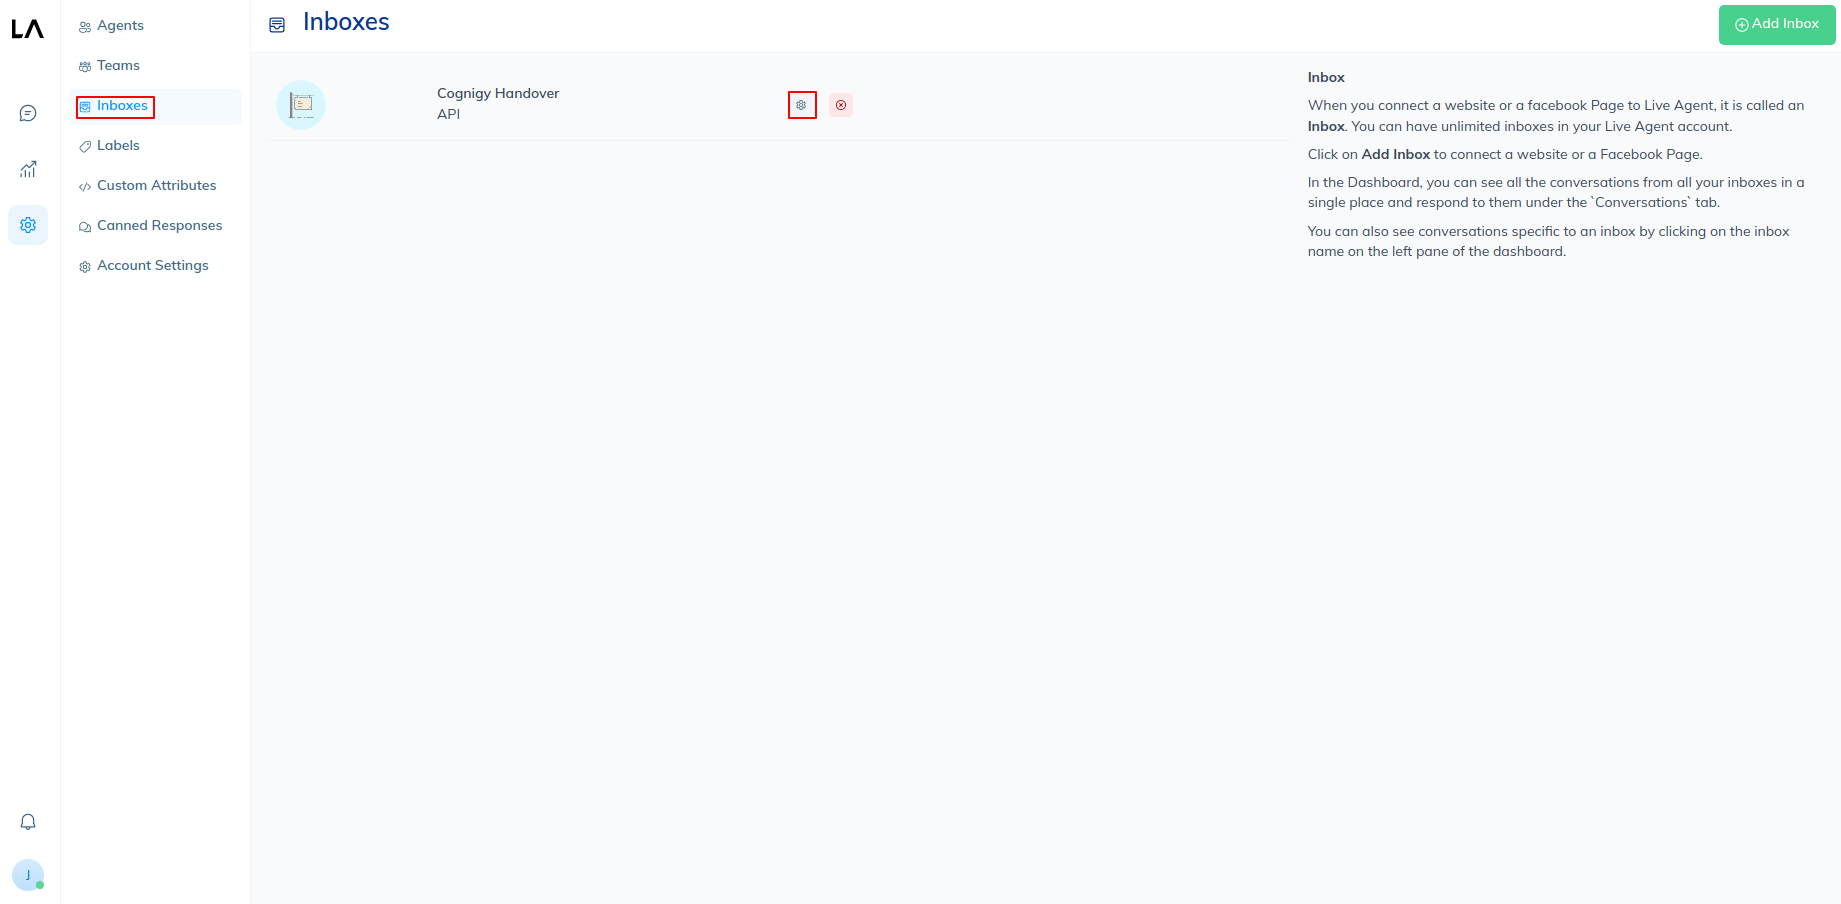 LA
Agents
Teams
Inboxes
Labels
Custom Attributes
Canned Responses
Account Settings
J
Inboxes
Add Inbox
Cognigy Handover
API
Inbox
When you connect a website or a facebook Page to Live Agent, it is called an
Inbox. You can have unlimited inboxes in your Live Agent account.
Click on Add Inbox to connect a website or a Facebook Page.
In the Dashboard, you can see all the conversations from all your inboxes in a
single place and respond to them under the `Conversations` tab.
You can also see conversations specific to an inbox by clicking on the inbox
name on the left pane of the dashboard.